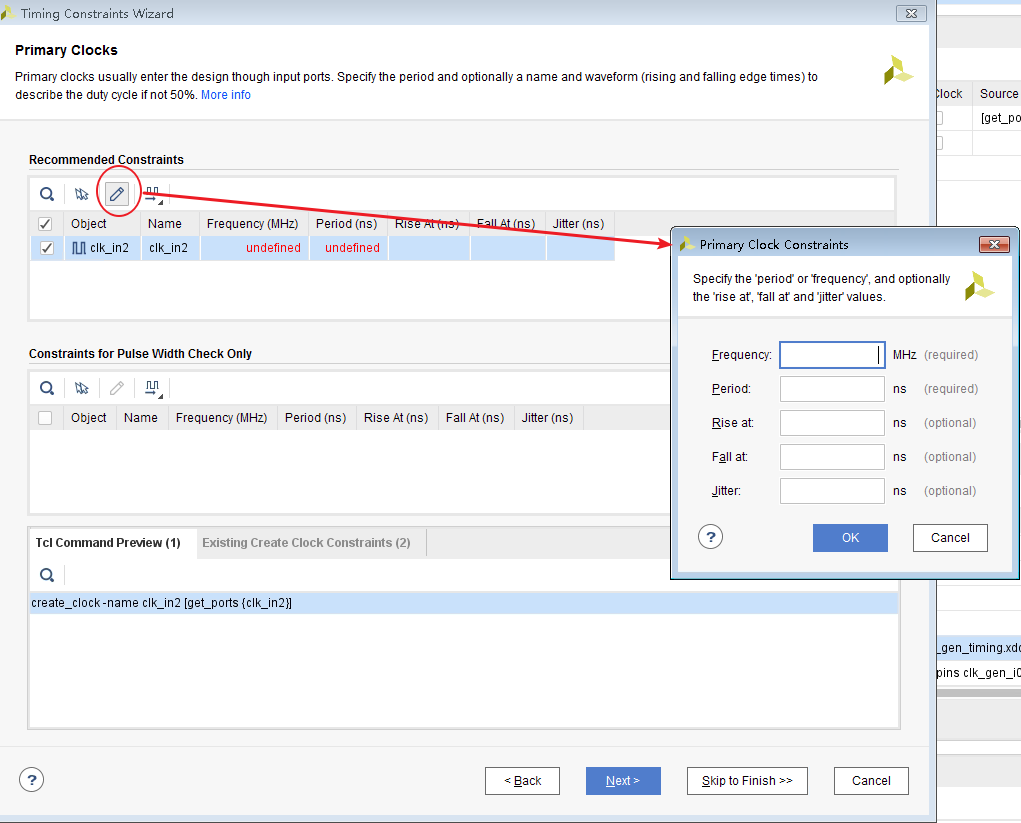 Timing Constraints Wizard
Primary Clocks
Primary clocks usually enter the design though input ports. Specify the period and optionally a name and waveform (rising and falling edge times) to
describe the duty cycle if not 50%. More info
Clock Source
[get_po
Recommended Constraints
Object Name Frequency (MHz) Period (ns) Rise At (ns) Fall At (ns) Jitter (ns)
clk_in2 clk_in2 undefined undefined
Constraints for Pulse Width Check Only
Object Name Frequency (MHz) Period (ns) Rise At (ns) Fall At (ns) Jitter (ns)
Tcl Command Preview (1) Existing Create Clock Constraints (2)
create_clock -name clk_in2 [get_ports {clk_in2}]
? < Back Next > Skip to Finish >> Cancel
Primary Clock Constraints
Specify the 'period' or 'frequency', and optionally
the 'rise at', 'fall at' and 'jitter' values.
Frequency: MHz (required)
Period: ns (required)
Rise at: ns (optional)
Fall at: ns (optional)
Jitter: ns (optional)
? OK Cancel
_gen_timing.xdc
pins clk_gen_i0